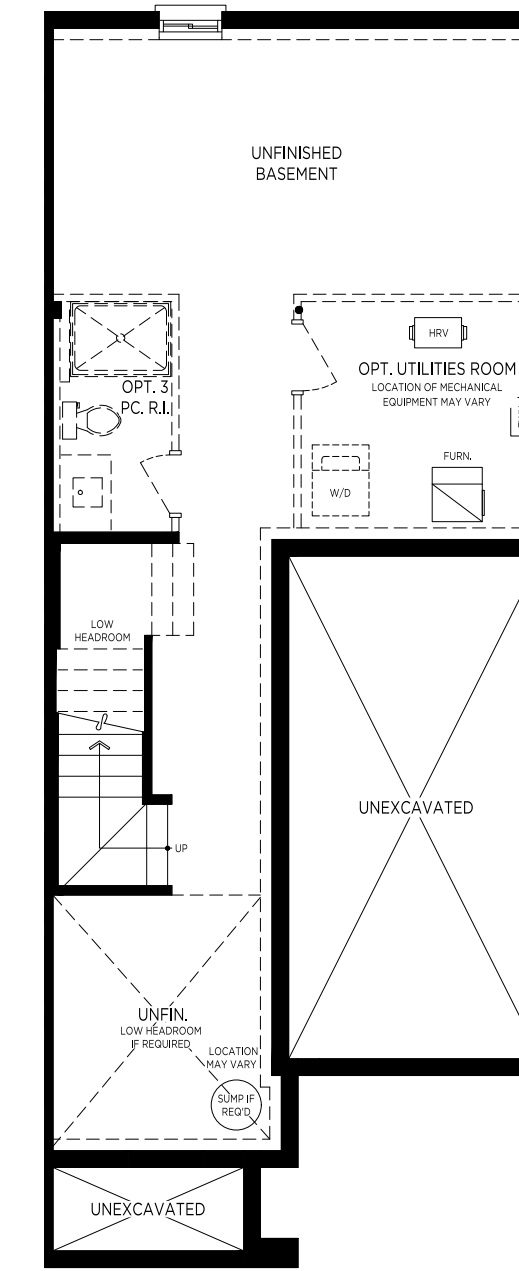 UNFINISHED
BASEMENT
HRV
OPT. UTILITIES ROOM
LOCATION OF MECHANICAL
EQUIPMENT MAY VARY
OPT. 3
PC. R.I.
FURN.
W/D
LOW
HEADROOM
UNEXCAVATED
UP
UNFIN.
LOW HEADROOM
IF REQUIRED
LOCATION
MAY VARY
SUMP IF
REQ'D
UNEXCAVATED